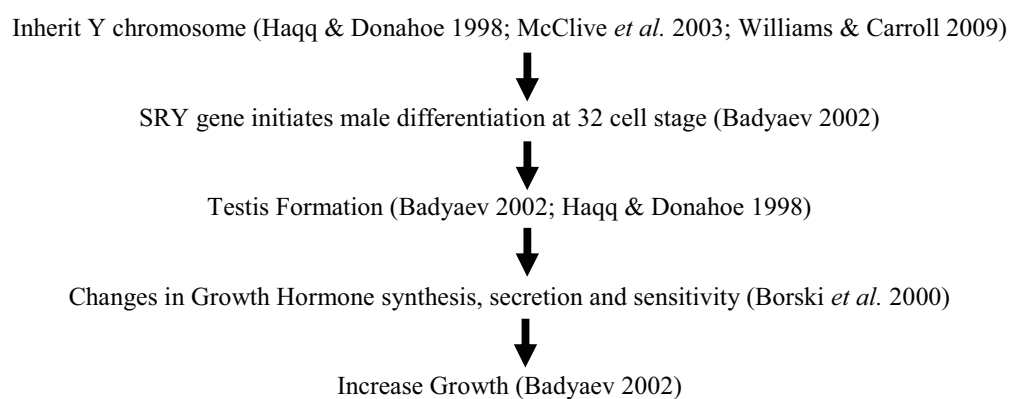 Inherit Y chromosome (Haqq & Donahoe 1998; McClive et al. 2003; Williams & Carroll 2009)
SRY gene initiates male differentiation at 32 cell stage (Badyaev 2002)
Testis Formation (Badyaev 2002; Haqq & Donahoe 1998)
Changes in Growth Hormone synthesis, secretion and sensitivity (Borski et al. 2000)
Increase Growth (Badyaev 2002)